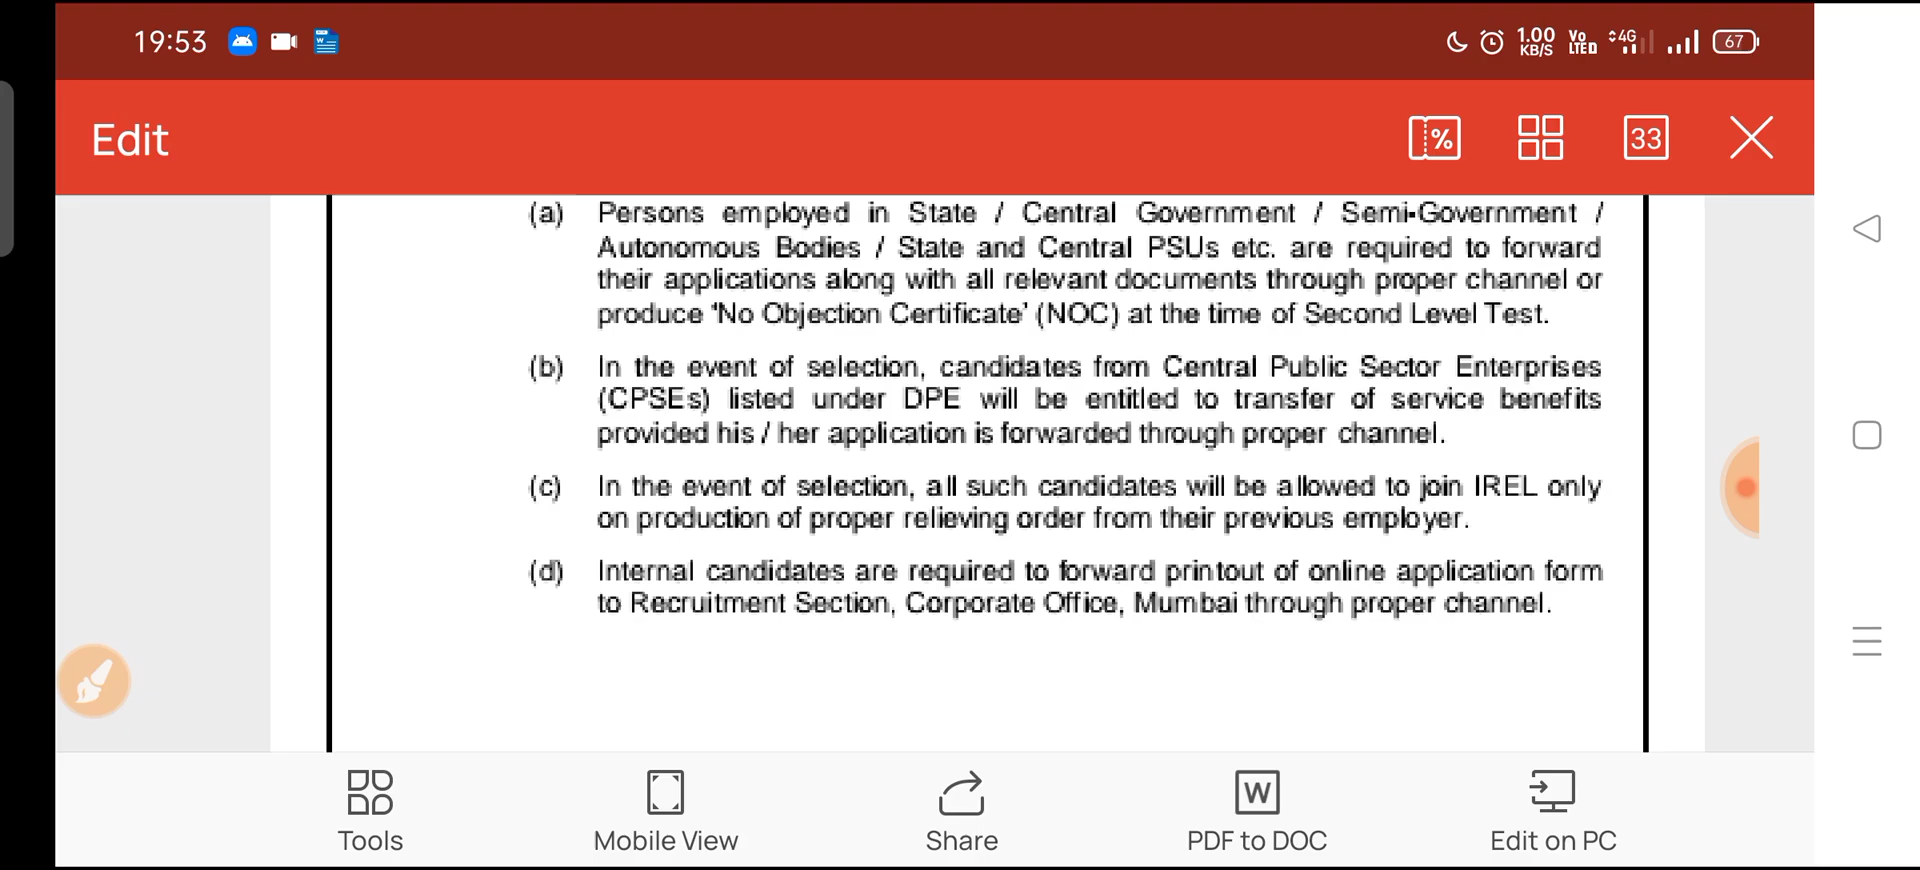 19:53 1.00 KB/S Vo LTE 4G 67
Edit % 33
(a) Persons employed in State / Central Government / Semi-Government /
Autonomous Bodies / State and Central PSUs etc. are required to forward
their applications along with all relevant documents through proper channel or
produce ‘No Objection Certificate’ (NOC) at the time of Second Level Test.
(b) In the event of selection, candidates from Central Public Sector Enterprises
(CPSEs) listed under DPE will be entitled to transfer of service benefits
provided his / her application is forwarded through proper channel.
(c) In the event of selection, all such candidates will be allowed to join IREL only
on production of proper relieving order from their previous employer.
(d) Internal candidates are required to forward printout of online application form
to Recruitment Section, Corporate Office, Mumbai through proper channel.
W
Tools Mobile View Share PDF to DOC Edit on PC